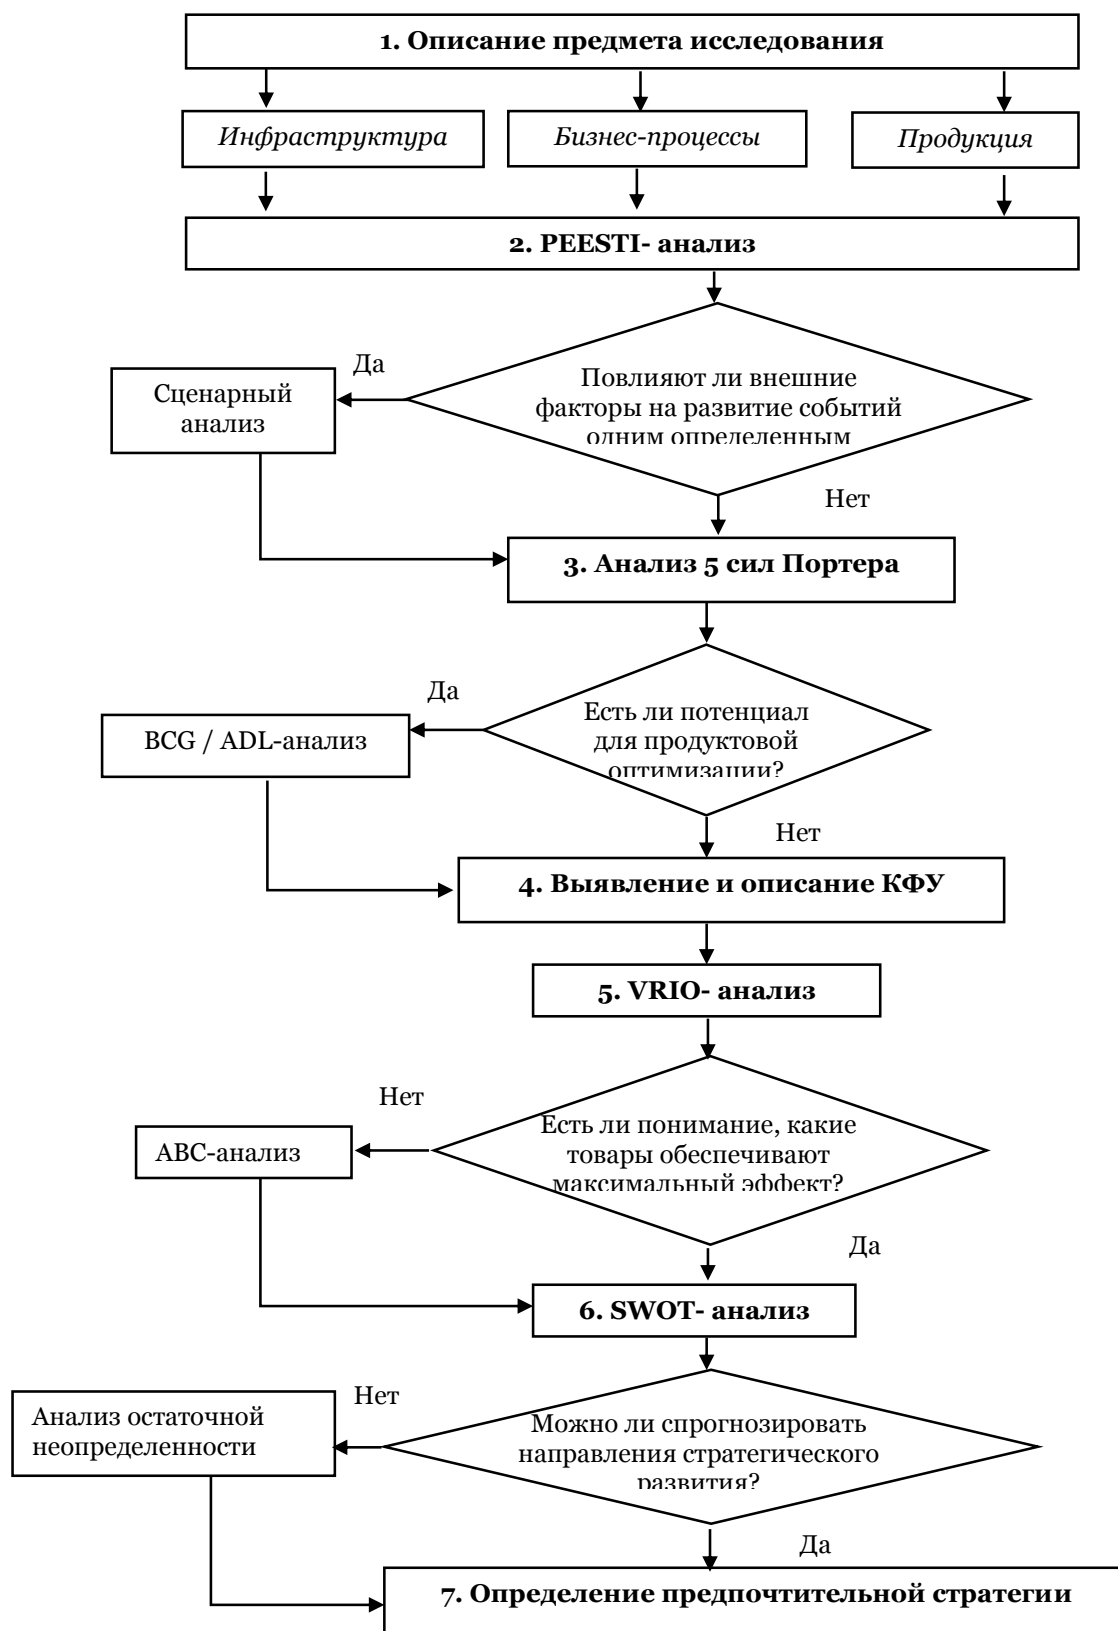 1. Описание предмета исследования
Инфраструктура
Бизнес-процессы
Продукция
2. PEESTI- анализ
Да
Сценарный
анализ
Повлияют ли внешние
факторы на развитие событий
одним определенным
Нет
3. Анализ 5 сил Портера
Да
BCG / ADL-анализ
Есть ли потенциал
для продуктовой
оптимизации?
Нет
4. Выявление и описание КФУ
5. VRIO- анализ
Нет
АВС-анализ
Есть ли понимание, какие
товары обеспечивают
максимальный эффект?
Да
6. SWOT- анализ
Нет
Анализ остаточной
неопределенности
Можно ли спрогнозировать
направления стратегического
развития?
Да
7. Определение предпочтительной стратегии